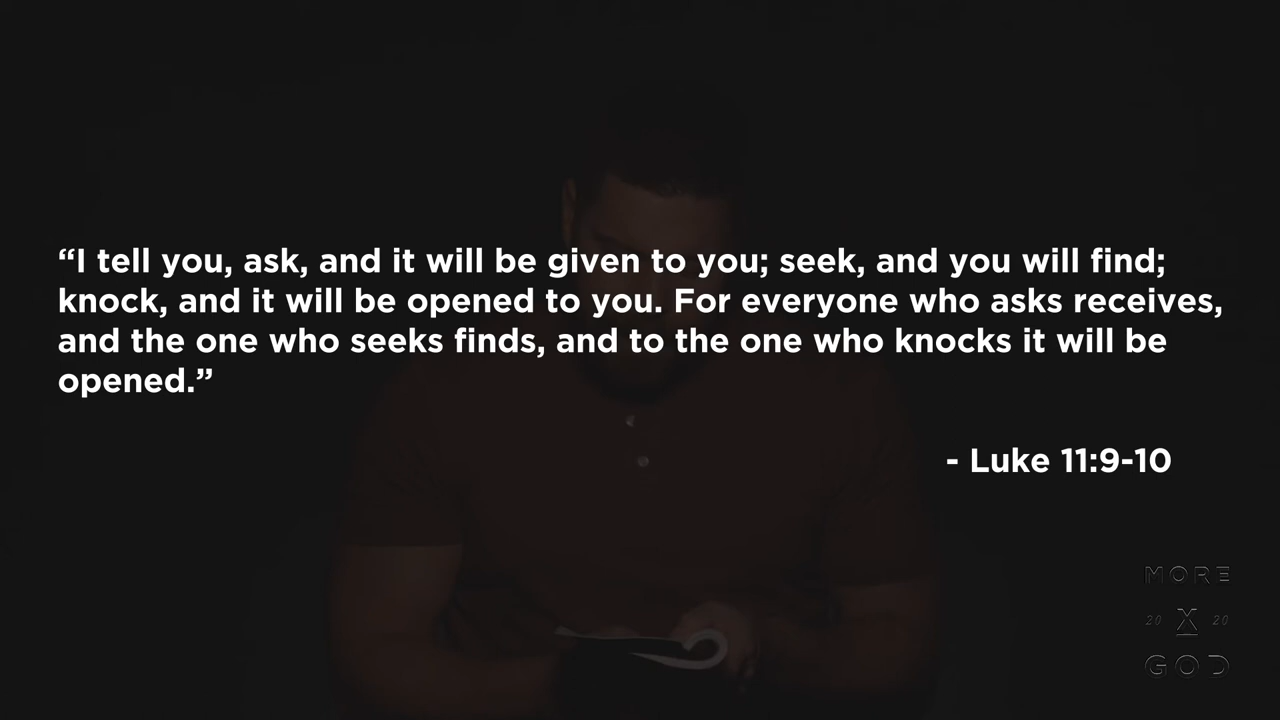 “I tell you, ask, and it will be given to you; seek, and you will find;
knock, and it will be opened to you. For everyone who asks receives,
and the one who seeks finds, and to the one who knocks it will be
opened.”
- Luke 11:9-10
MORE
20 X 20
GOD